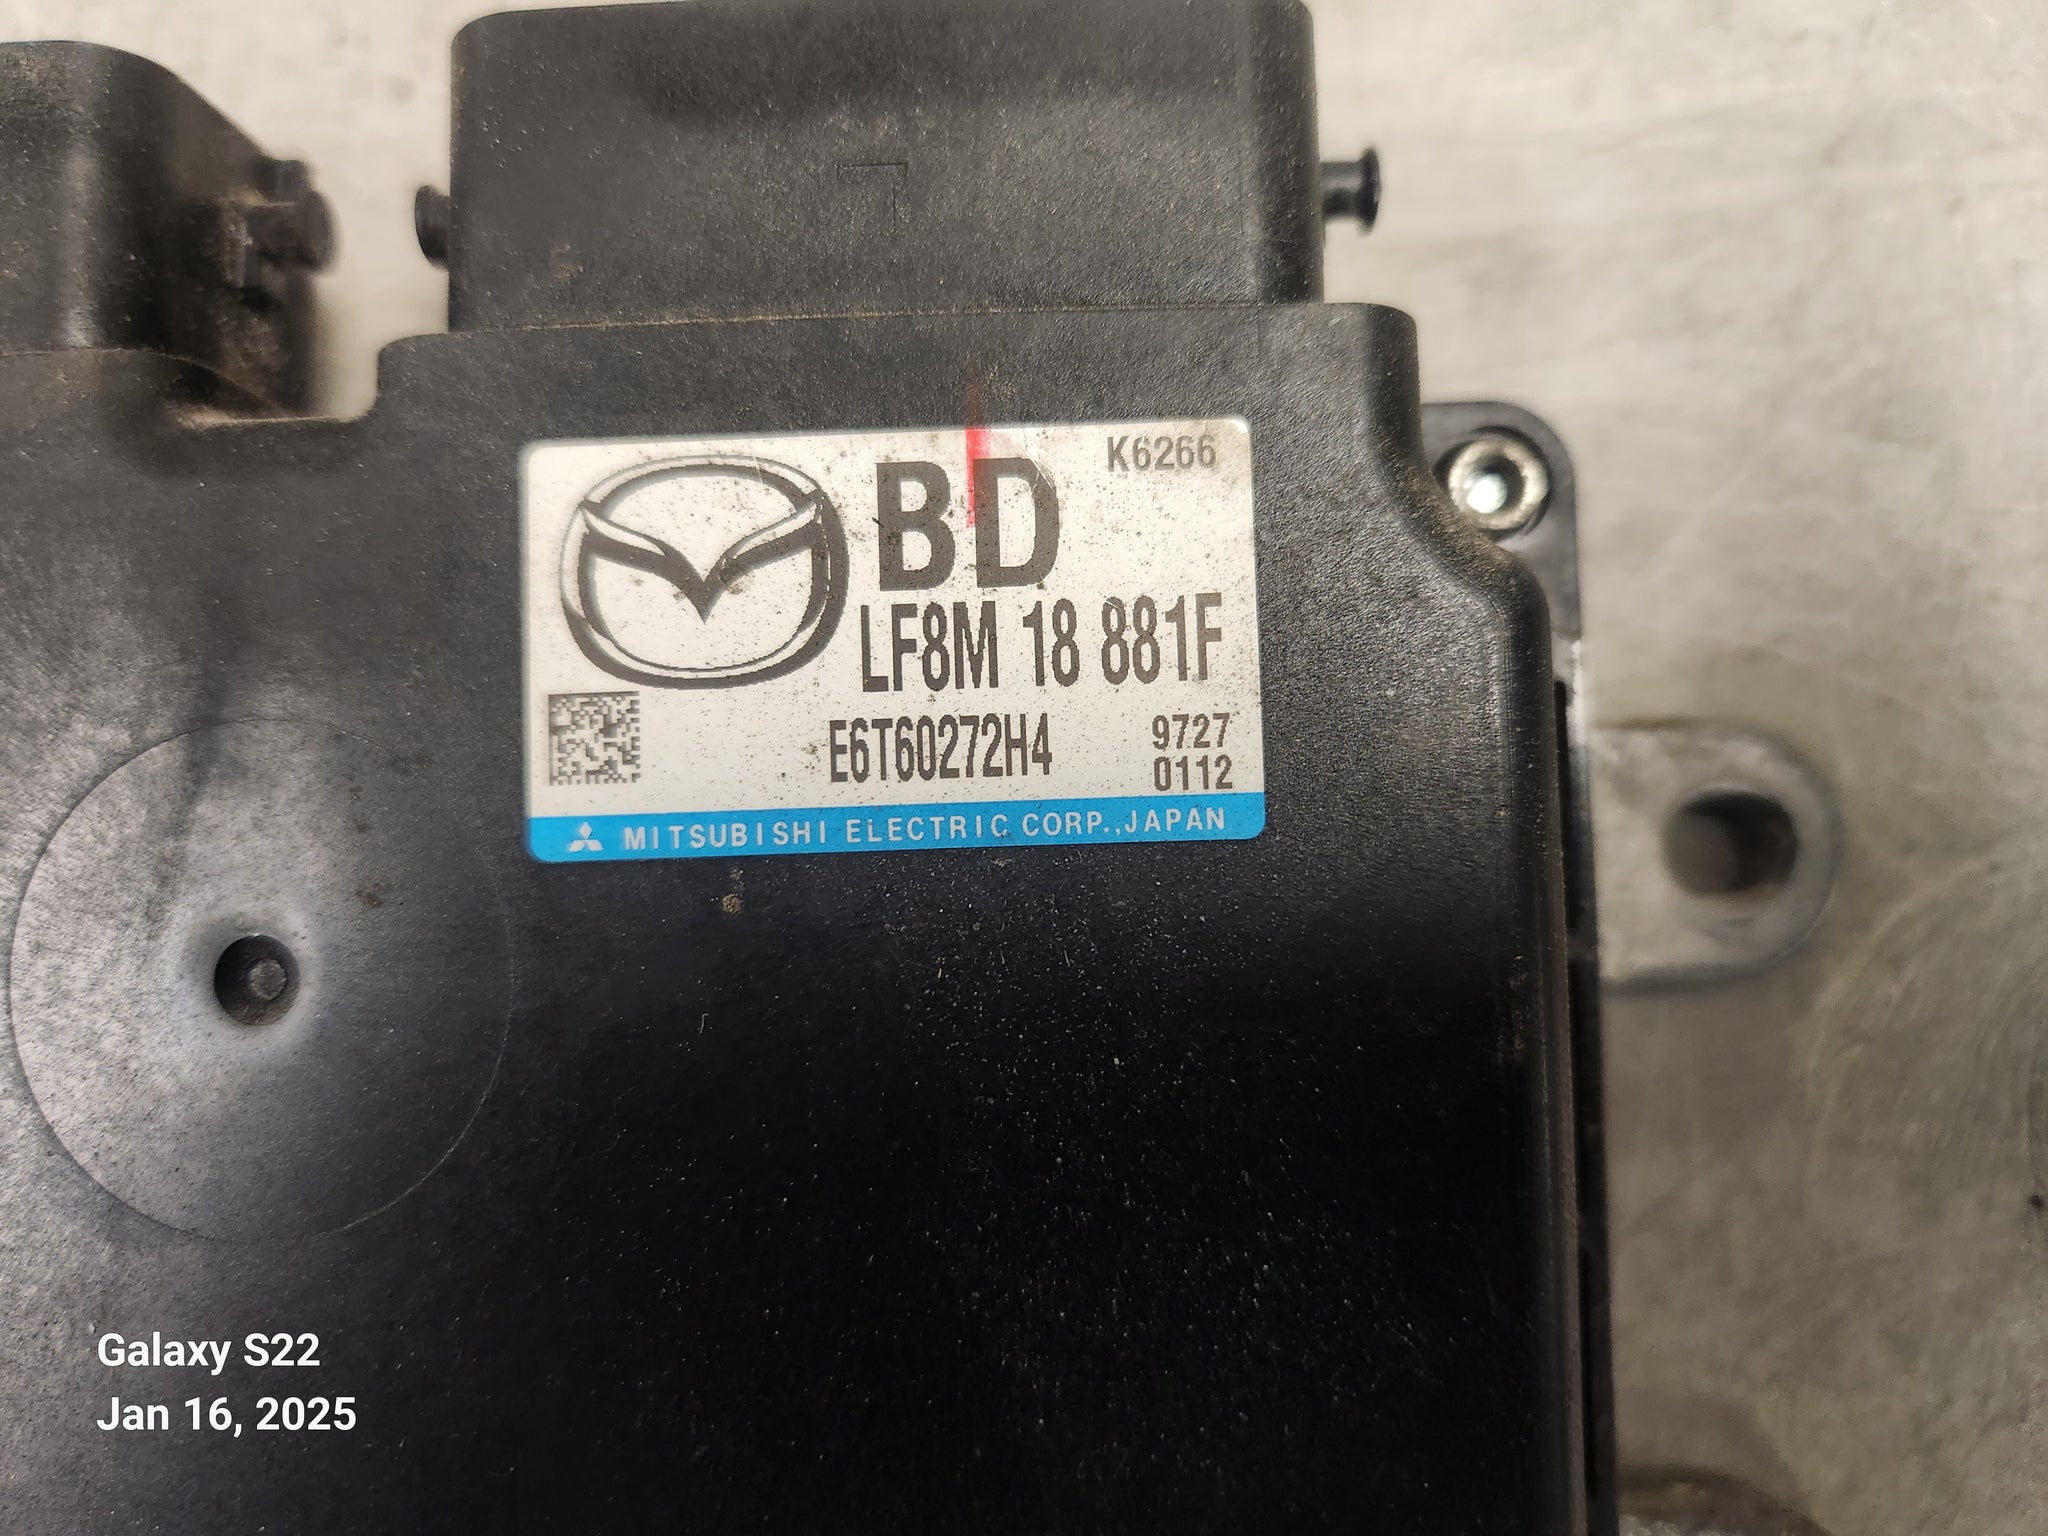 K6266
BD
LF8M 18 881F
E6T60272H4
9727
0112
MITSUBISHI ELECTRIC CORP.,JAPAN
Galaxy S22
Jan 16, 2025